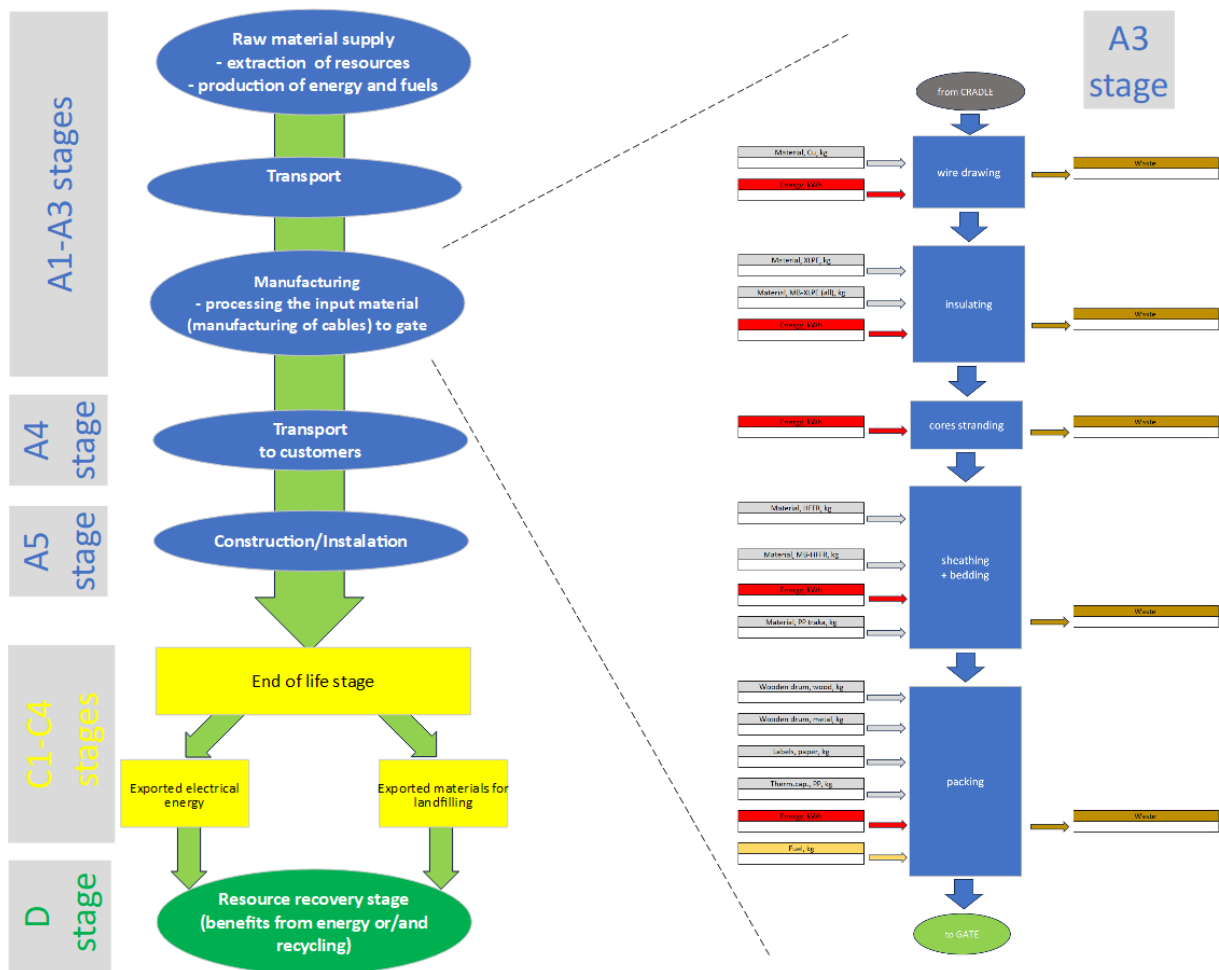 A1-A3 stages
Raw material supply
- extraction of resources
- production of energy and fuels
Transport
Manufacturing
- processing the input material
(manufacturing of cables) to gate
A4
stage
Transport
to customers
A5
stage
Construction/Instalation
C1-C4
stages
End of life stage
Exported electrical
energy
Exported materials for
landfilling
D
stage
Resource recovery stage
(benefits from energy or/and
recycling)
A3
stage
from CRADLE
Material, Cu, kg
Energy, kWh
wire drawing
Waste
Material, XLPE, kg
Material, MB-XLPE (all), kg
Energy, kWh
insulating
Waste
Energy, kWh
cores stranding
Waste
Material, HFFR, kg
Material, MB-HFFR, kg
Energy, kWh
Material, PP traka, kg
sheathing
+ bedding
Waste
Wooden drum, wood, kg
Wooden drum, metal, kg
Labels, paper, kg
Therm.cap., PP, kg
Energy, kWh
Fuel, kg
packing
Waste
to GATE